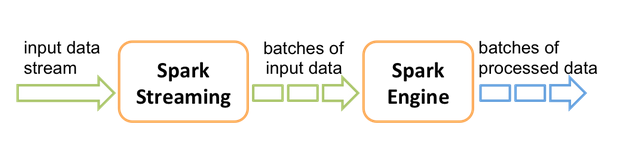 input data
stream
Spark
Streaming
batches of
input data
Spark
Engine
batches of
processed data